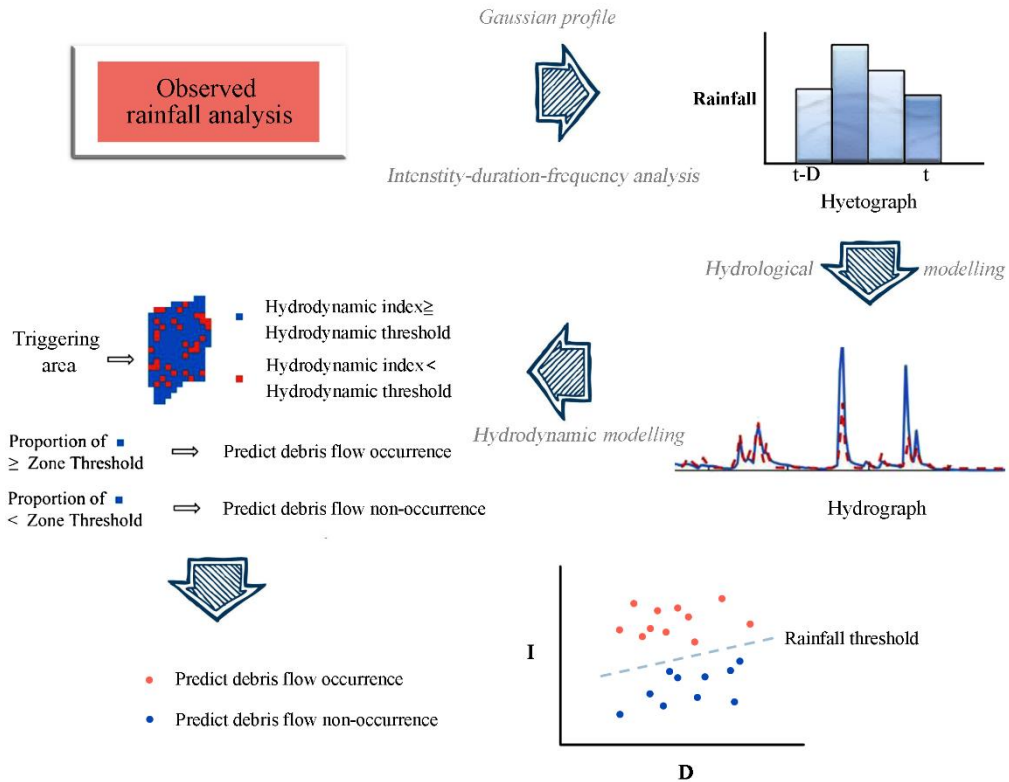 Observed
rainfall analysis
Gaussian profile
Intenstity-duration-frequency analysis
Rainfall
t-D
t
Hyetograph
Hydrological
modelling
Hydrograph
Hydrodynamic modelling
Triggering
area
Hydrodynamic index≧
Hydrodynamic threshold
Hydrodynamic index<
Hydrodynamic threshold
Proportion of
≥ Zone Threshold
Predict debris flow occurrence
Proportion of
< Zone Threshold
Predict debris flow non-occurrence
Predict debris flow occurrence
Predict debris flow non-occurrence
I
Rainfall threshold
D